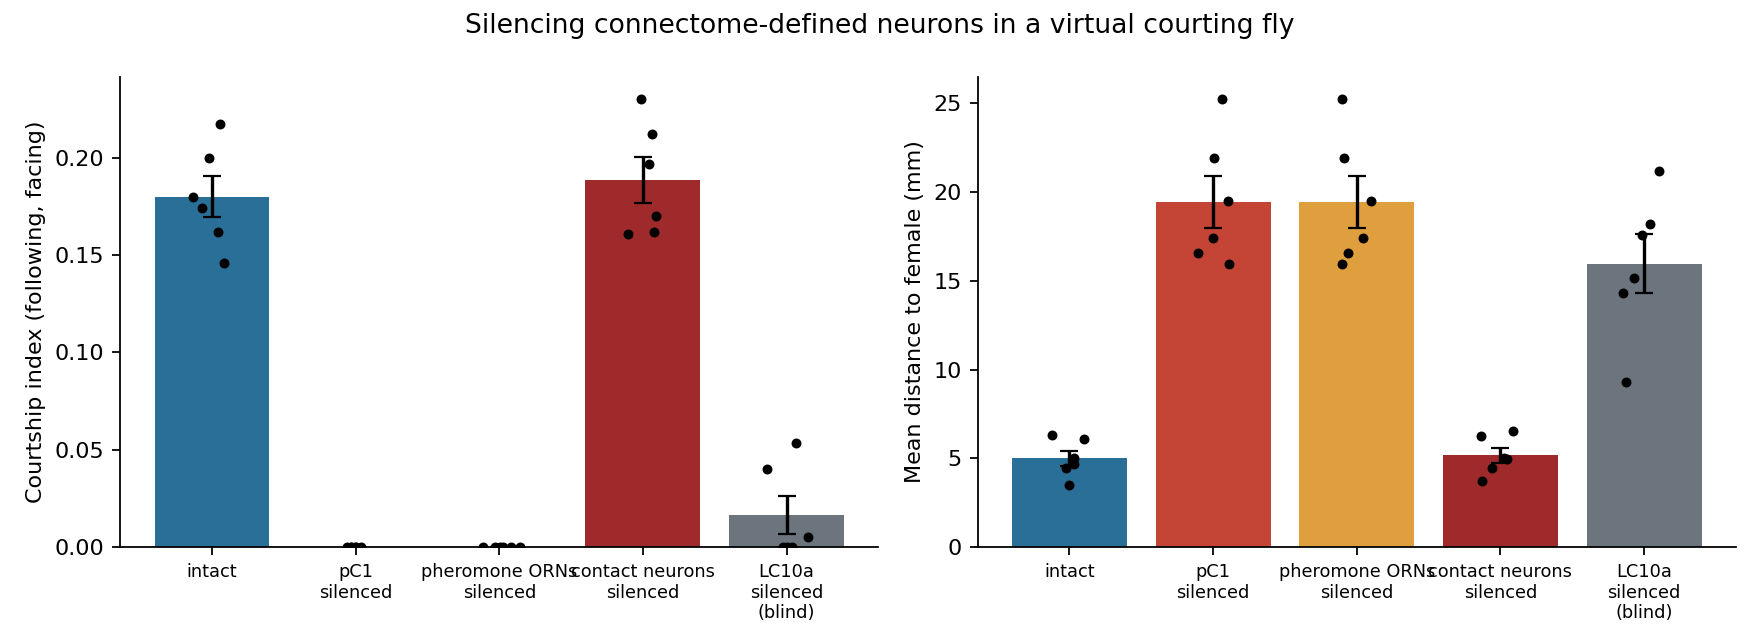 Silencing connectome-defined neurons in a virtual courting fly
Courtship index (following, facing)
0.20
0.15
0.10
0.05
0.00
intact
pC1
silenced
pheromone ORNs
silenced
contact neurons
silenced
LC10a
silenced
(blind)
Mean distance to female (mm)
25
20
15
10
5
0
intact
pC1
silenced
pheromone ORNs
silenced
contact neurons
silenced
LC10a
silenced
(blind)